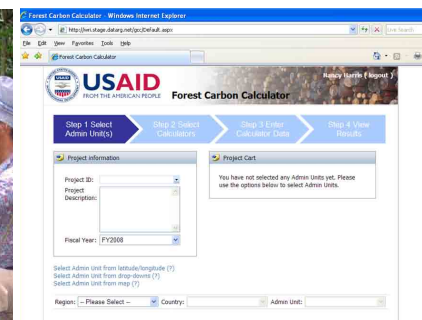 Forest Carbon Calculator - Windows Internet Explorer
http://wri.stage.datarg.net/gcc/Default.aspx
Live Search
File Edit View Favorites Tools Help
Forest Carbon Calculator
USAID
USAID
FROM THE AMERICAN PEOPLE
Nancy Harris ( logout )
Forest Carbon Calculator
Step 1 Select Step 2 Select Step 3 Enter Step 4 View
Admin Unit(s) Calculators Calculator Data Results
Project information
Project Cart
Project ID:
Project
Description:
Fiscal Year: FY2008
You have not selected any Admin Units yet. Please
use the options below to select Admin Units.
Select Admin Unit from latitude/longitude (?)
Select Admin Unit from drop-downs (?)
Select Admin Unit from map (?)
Region: -- Please Select -- Country: Admin Unit: